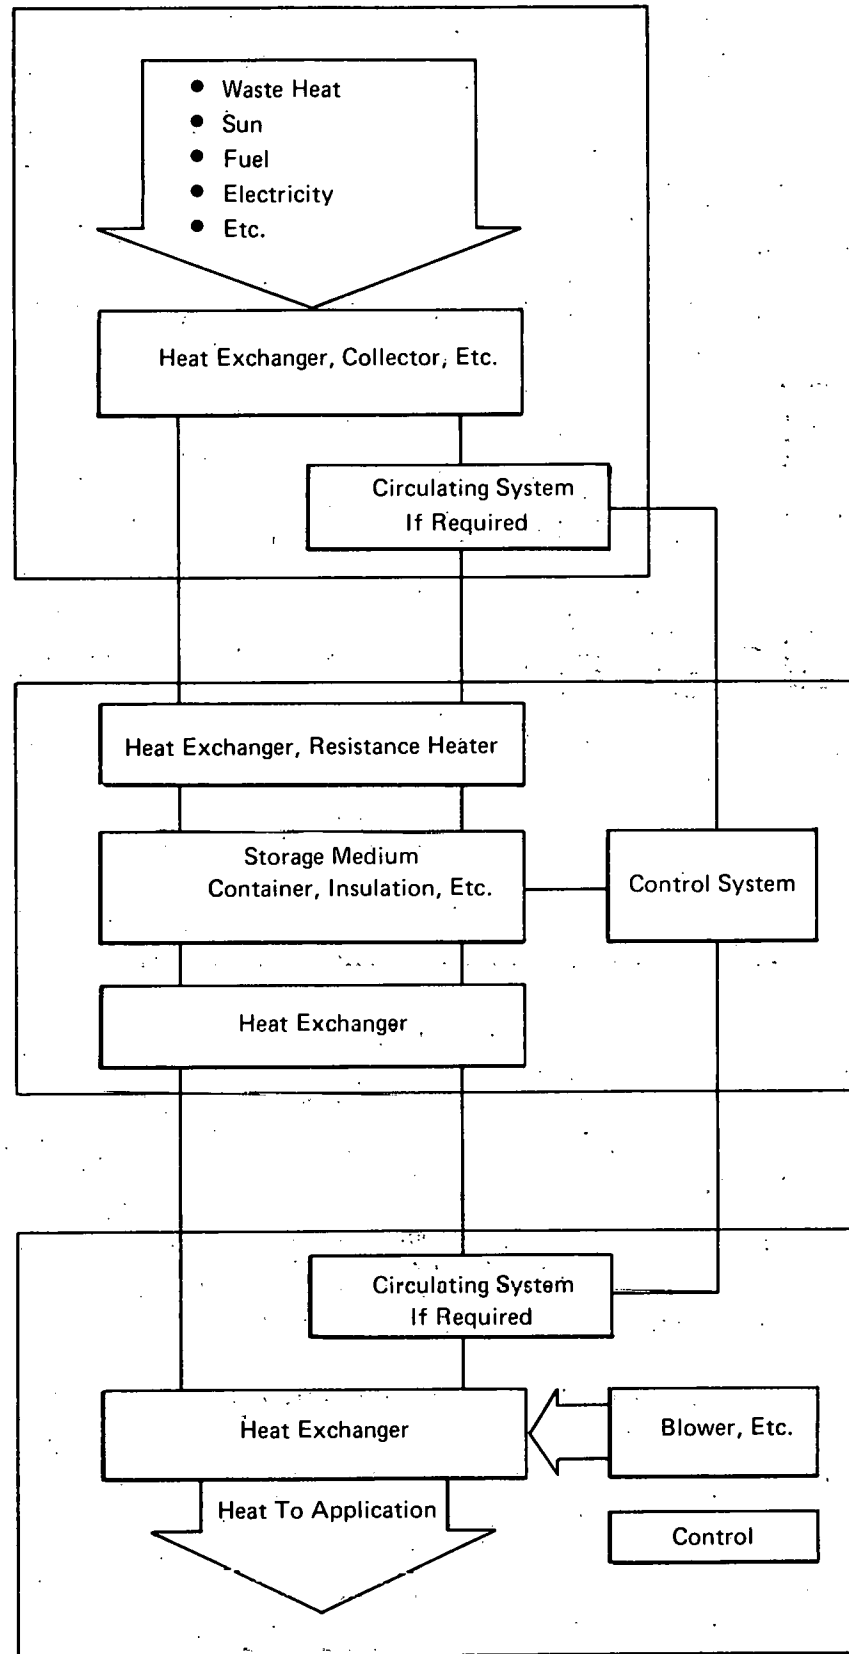 ● Waste Heat
● Sun
● Fuel
● Electricity
● Etc.
Heat Exchanger, Collector, Etc.
Circulating System
If Required
Heat Exchanger, Resistance Heater
Storage Medium
Container, Insulation, Etc.
Control System
Heat Exchanger
Circulating System
If Required
Heat Exchanger
Blower, Etc.
Heat To Application
Control